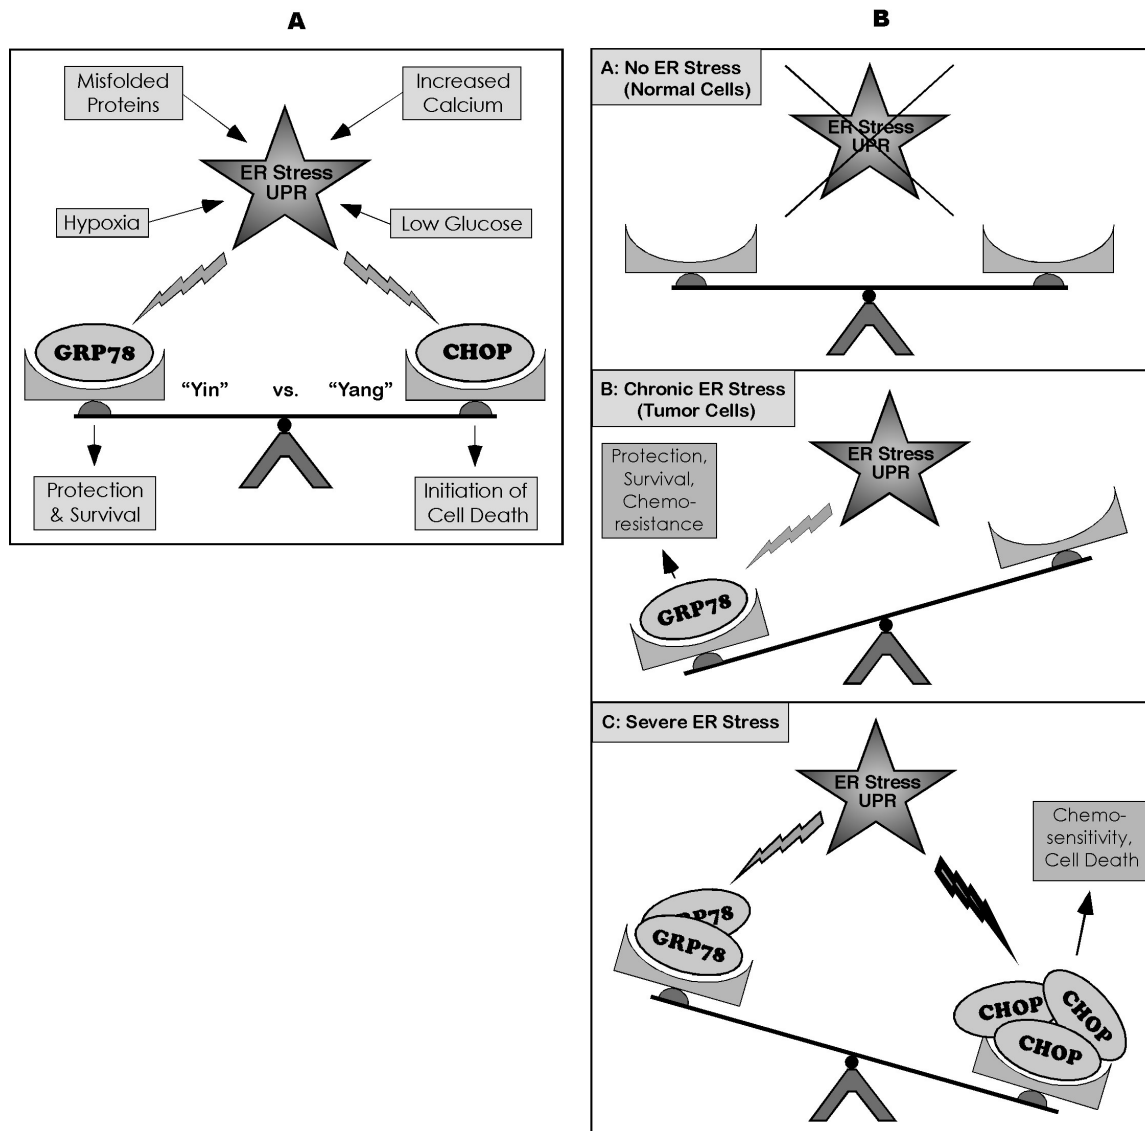 A
Misfolded
Proteins
Increased
Calcium
ER Stress
UPR
Hypoxia
Low Glucose
GRP78
CHOP
“Yin” vs. “Yang”
Protection
& Survival
Initiation of
Cell Death
B
A: No ER Stress
(Normal Cells)
ER Stress
UPR
B: Chronic ER Stress
(Tumor Cells)
ER Stress
UPR
Protection,
Survival,
Chemo-
resistance
GRP78
C: Severe ER Stress
ER Stress
UPR
Chemo-
sensitivity,
Cell Death
RP78
GRP78
CHOP
CHOP
CHOP